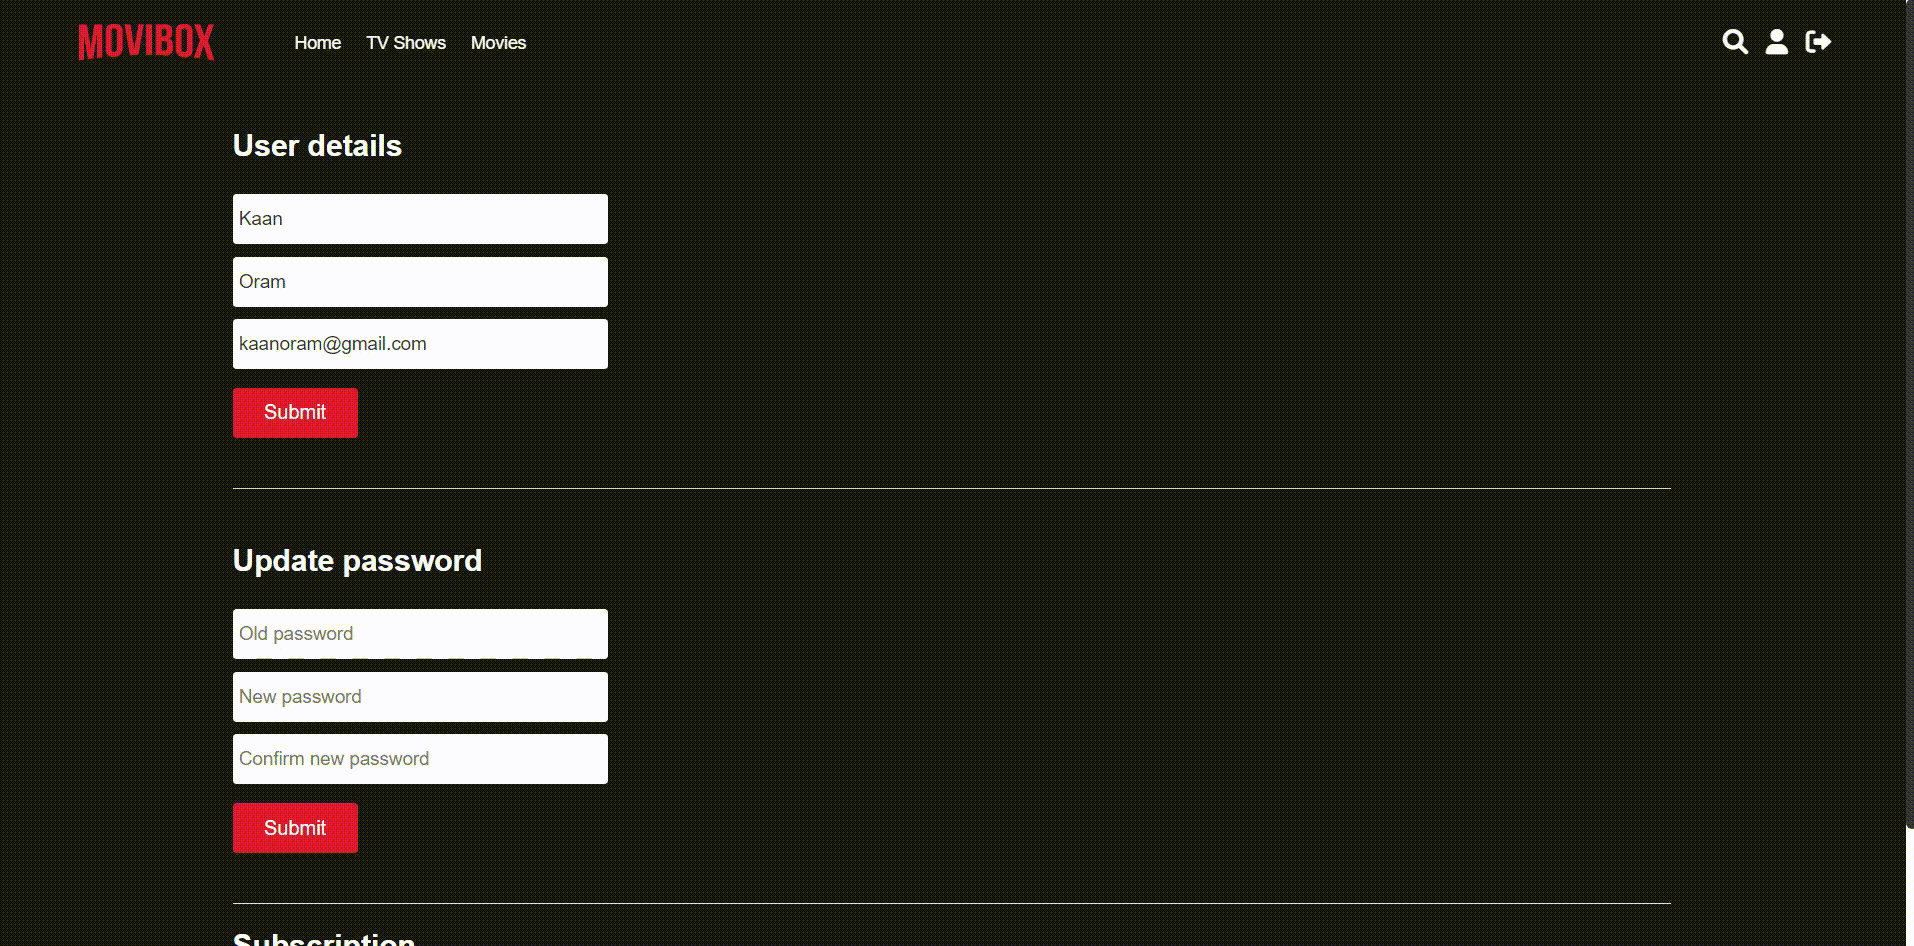 MOVIBOX
Home TV Shows Movies
User details
Kaan
Oram
kaanoram@gmail.com
Submit
Update password
Old password
New password
Confirm new password
Submit
Subscription